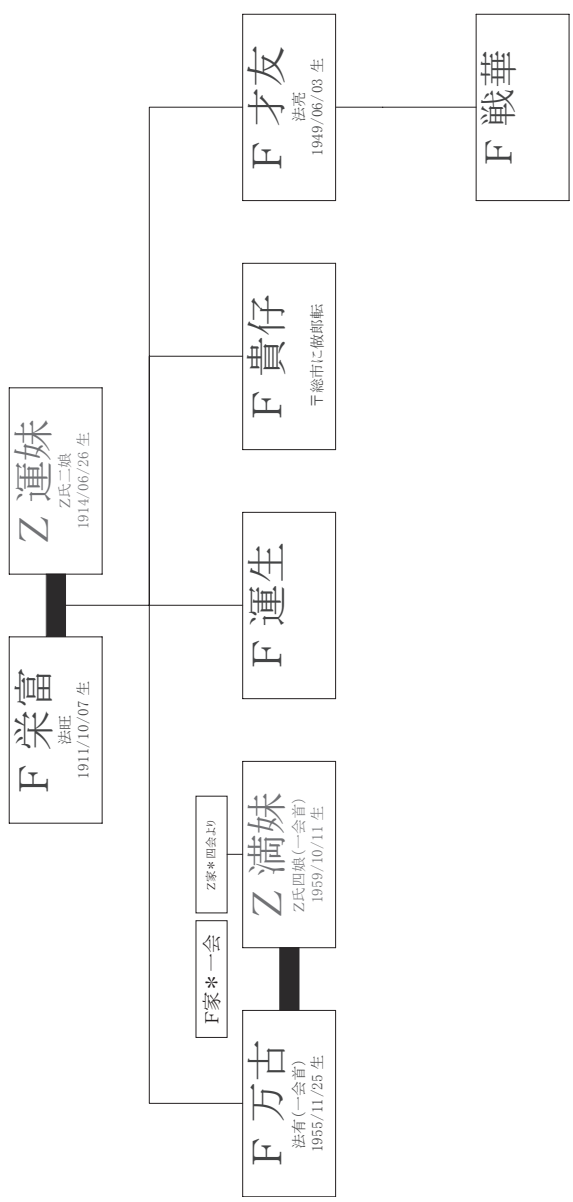 F 栄富
法旺
1911/10/07 生
Z 運妹
Z氏二娘
1914/06/26 生
F家＊一会
Z家＊四会より
F 万古
法有(一会首)
1955/11/25 生
Z 満妹
Z氏四娘(一会首)
1959/10/11 生
F 運生
F 貴仔
〒総市に做郎転
F 才友
法亮
1949/06/03 生
F 戦華